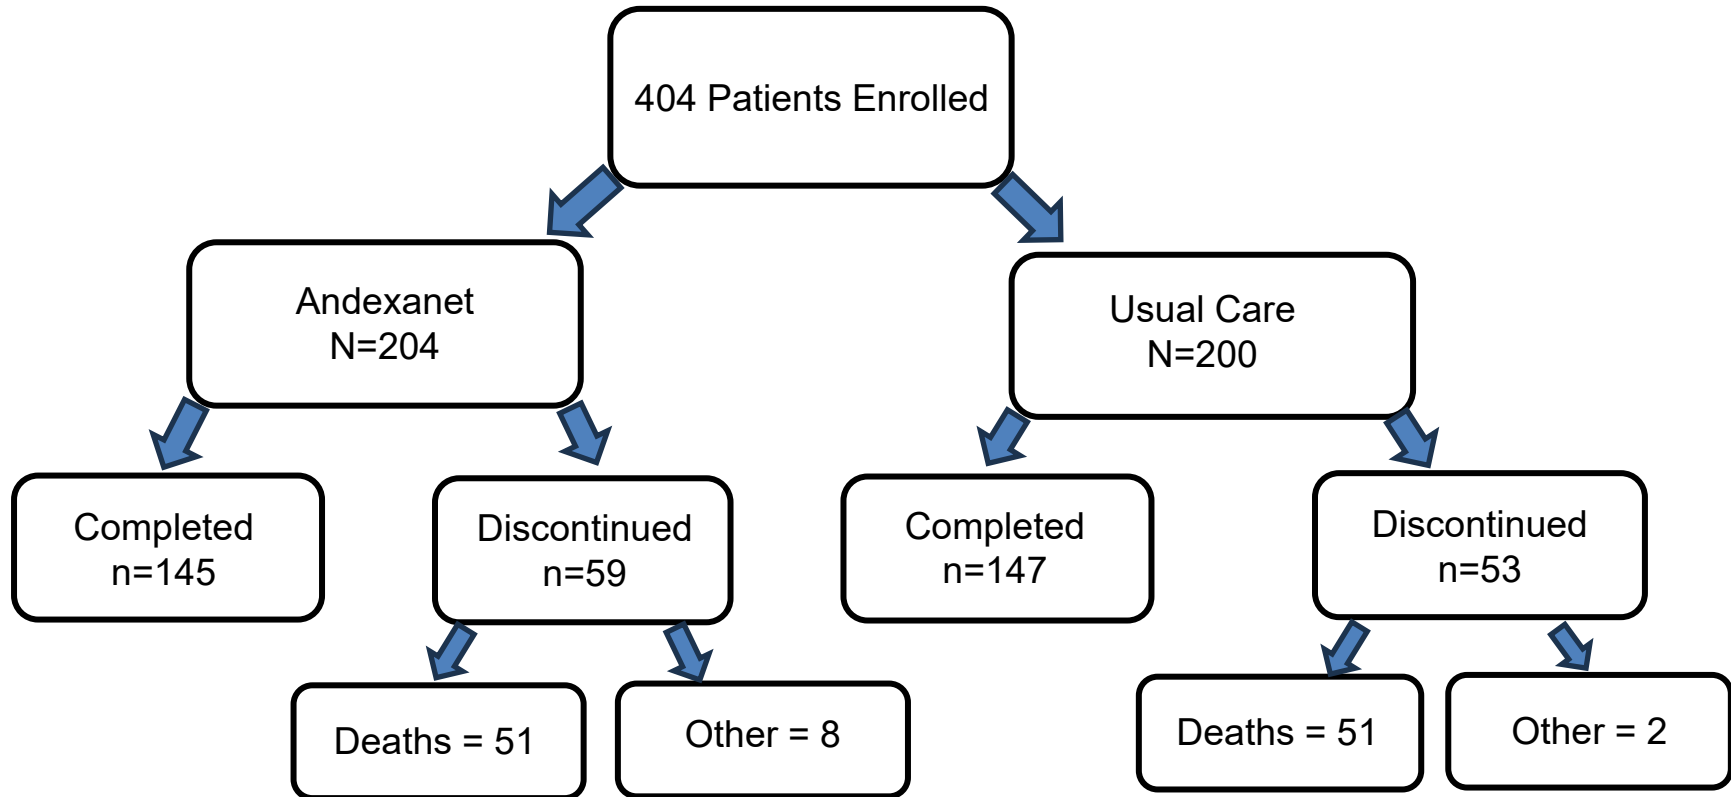 404 Patients Enrolled
Andexanet
N=204
Usual Care
N=200
Completed
n=145
Discontinued
n=59
Completed
n=147
Discontinued
n=53
Deaths = 51
Other = 8
Deaths = 51
Other = 2